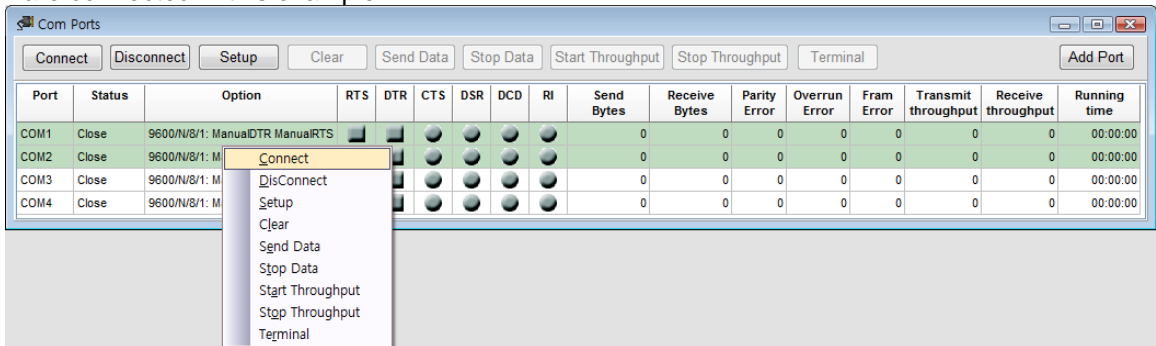 Com Ports
Connect Disconnect Setup Clear Send Data Stop Data Start Throughput Stop Throughput Terminal Add Port
Port Status Option RTS DTR CTS DSR DCD RI Send Bytes Receive Bytes Parity Error Overrun Error Fram Error Transmit throughput Receive throughput Running time
COM1 Close 9600/N/8/1: ManualDTR ManualRTS 0 0 0 0 0 0 0 00:00:00
COM2 Close 9600/N/8/1: M 0 0 0 0 0 0 0 00:00:00
COM3 Close 9600/N/8/1: M 0 0 0 0 0 0 0 00:00:00
COM4 Close 9600/N/8/1: M 0 0 0 0 0 0 0 00:00:00
Connect
DisConnect
Setup
Clear
Send Data
Stop Data
Start Throughput
Stop Throughput
Terminal